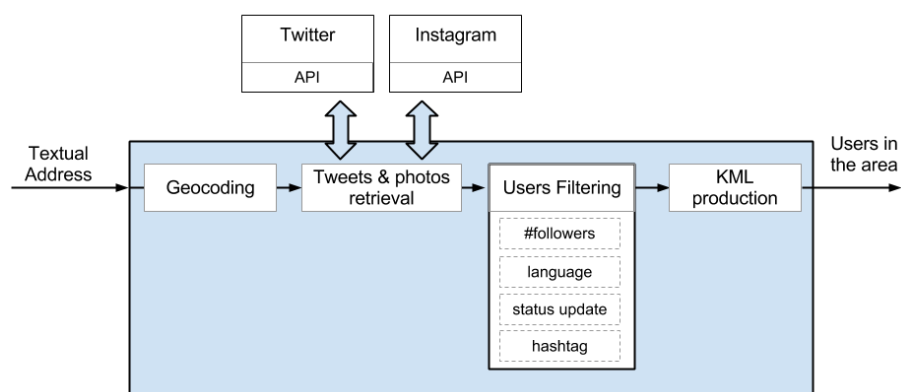 Twitter
API
Instagram
API
Textual
Address
Geocoding
Tweets & photos
retrieval
Users Filtering
#followers
language
status update
hashtag
KML
production
Users in
the area